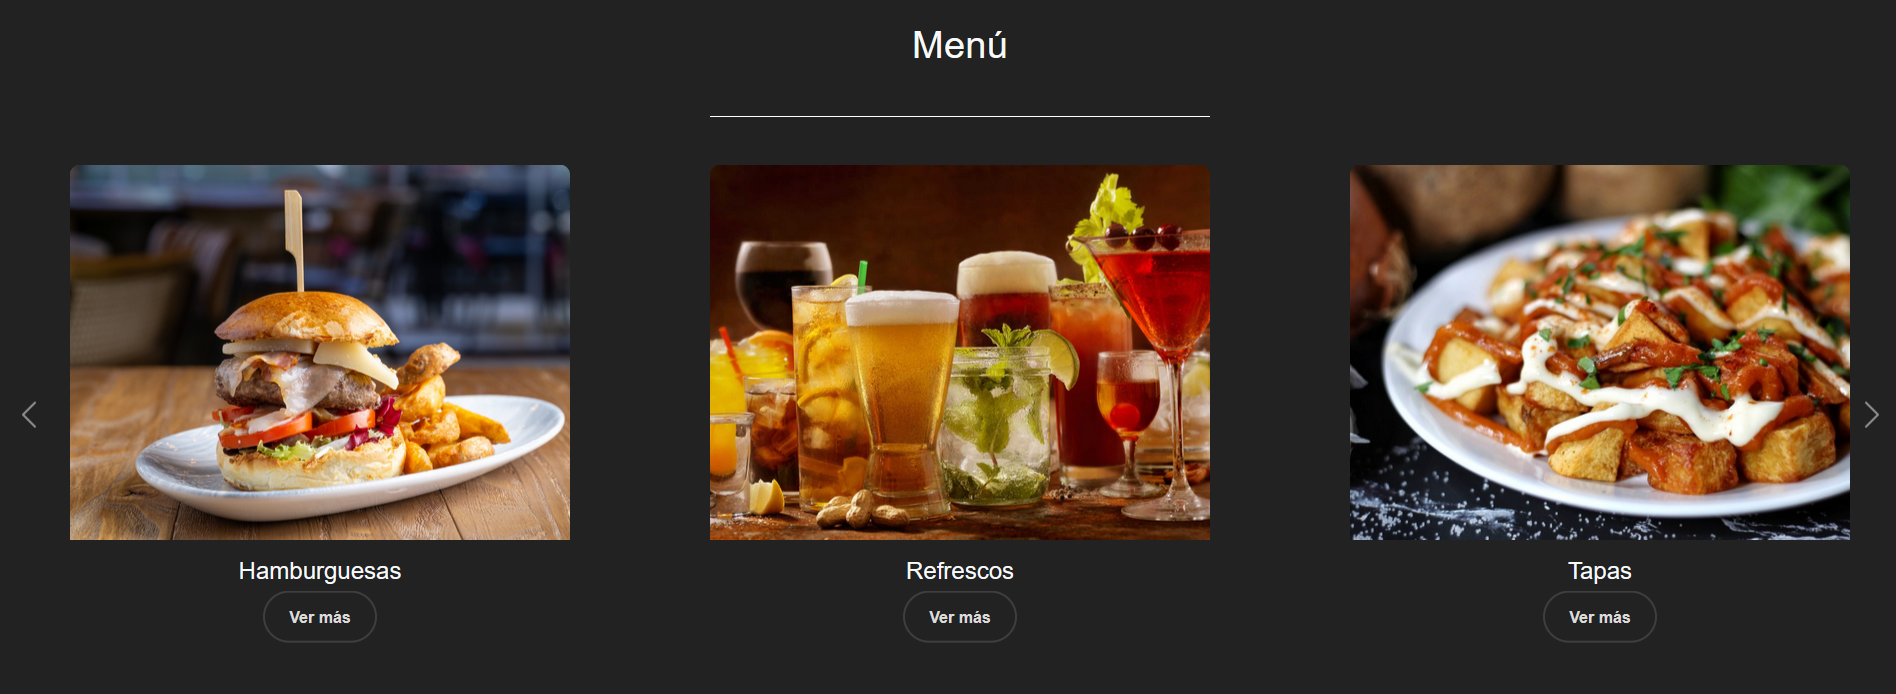 Menú
Hamburguesas
Refrescos
Tapas
Ver más
Ver más
Ver más